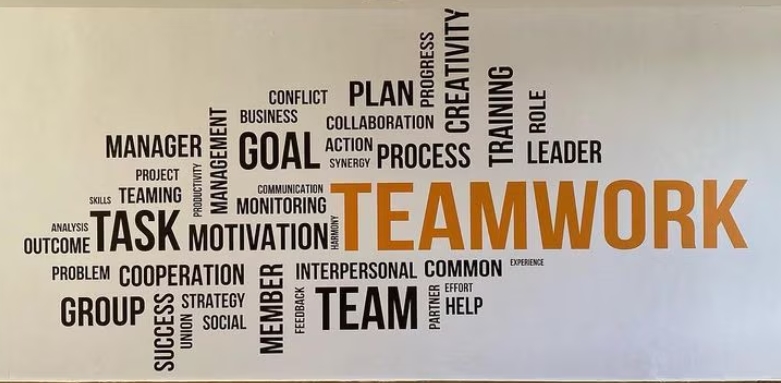 PROGRESS
CREATIVITY
CONFLICT
PLAN
BUSINESS
COLLABORATION
TRAINING
ROLE
MANAGER
MANAGEMENT
GOAL
ACTION
SYNERGY
PROCESS
LEADER
PROJECT
PRODUCTIVITY
SKILLS
TEAMING
COMMUNICATION
MONITORING
TEAMWORK
ANALYSIS
OUTCOME
TASK
MOTIVATION
HARMONY
PROBLEM
COOPERATION
MEMBER
INTERPERSONAL
COMMON
EXPERIENCE
GROUP
SUCCESS
UNION
STRATEGY
SOCIAL
FEEDBACK
TEAM
PARTNER
EFFORT
HELP